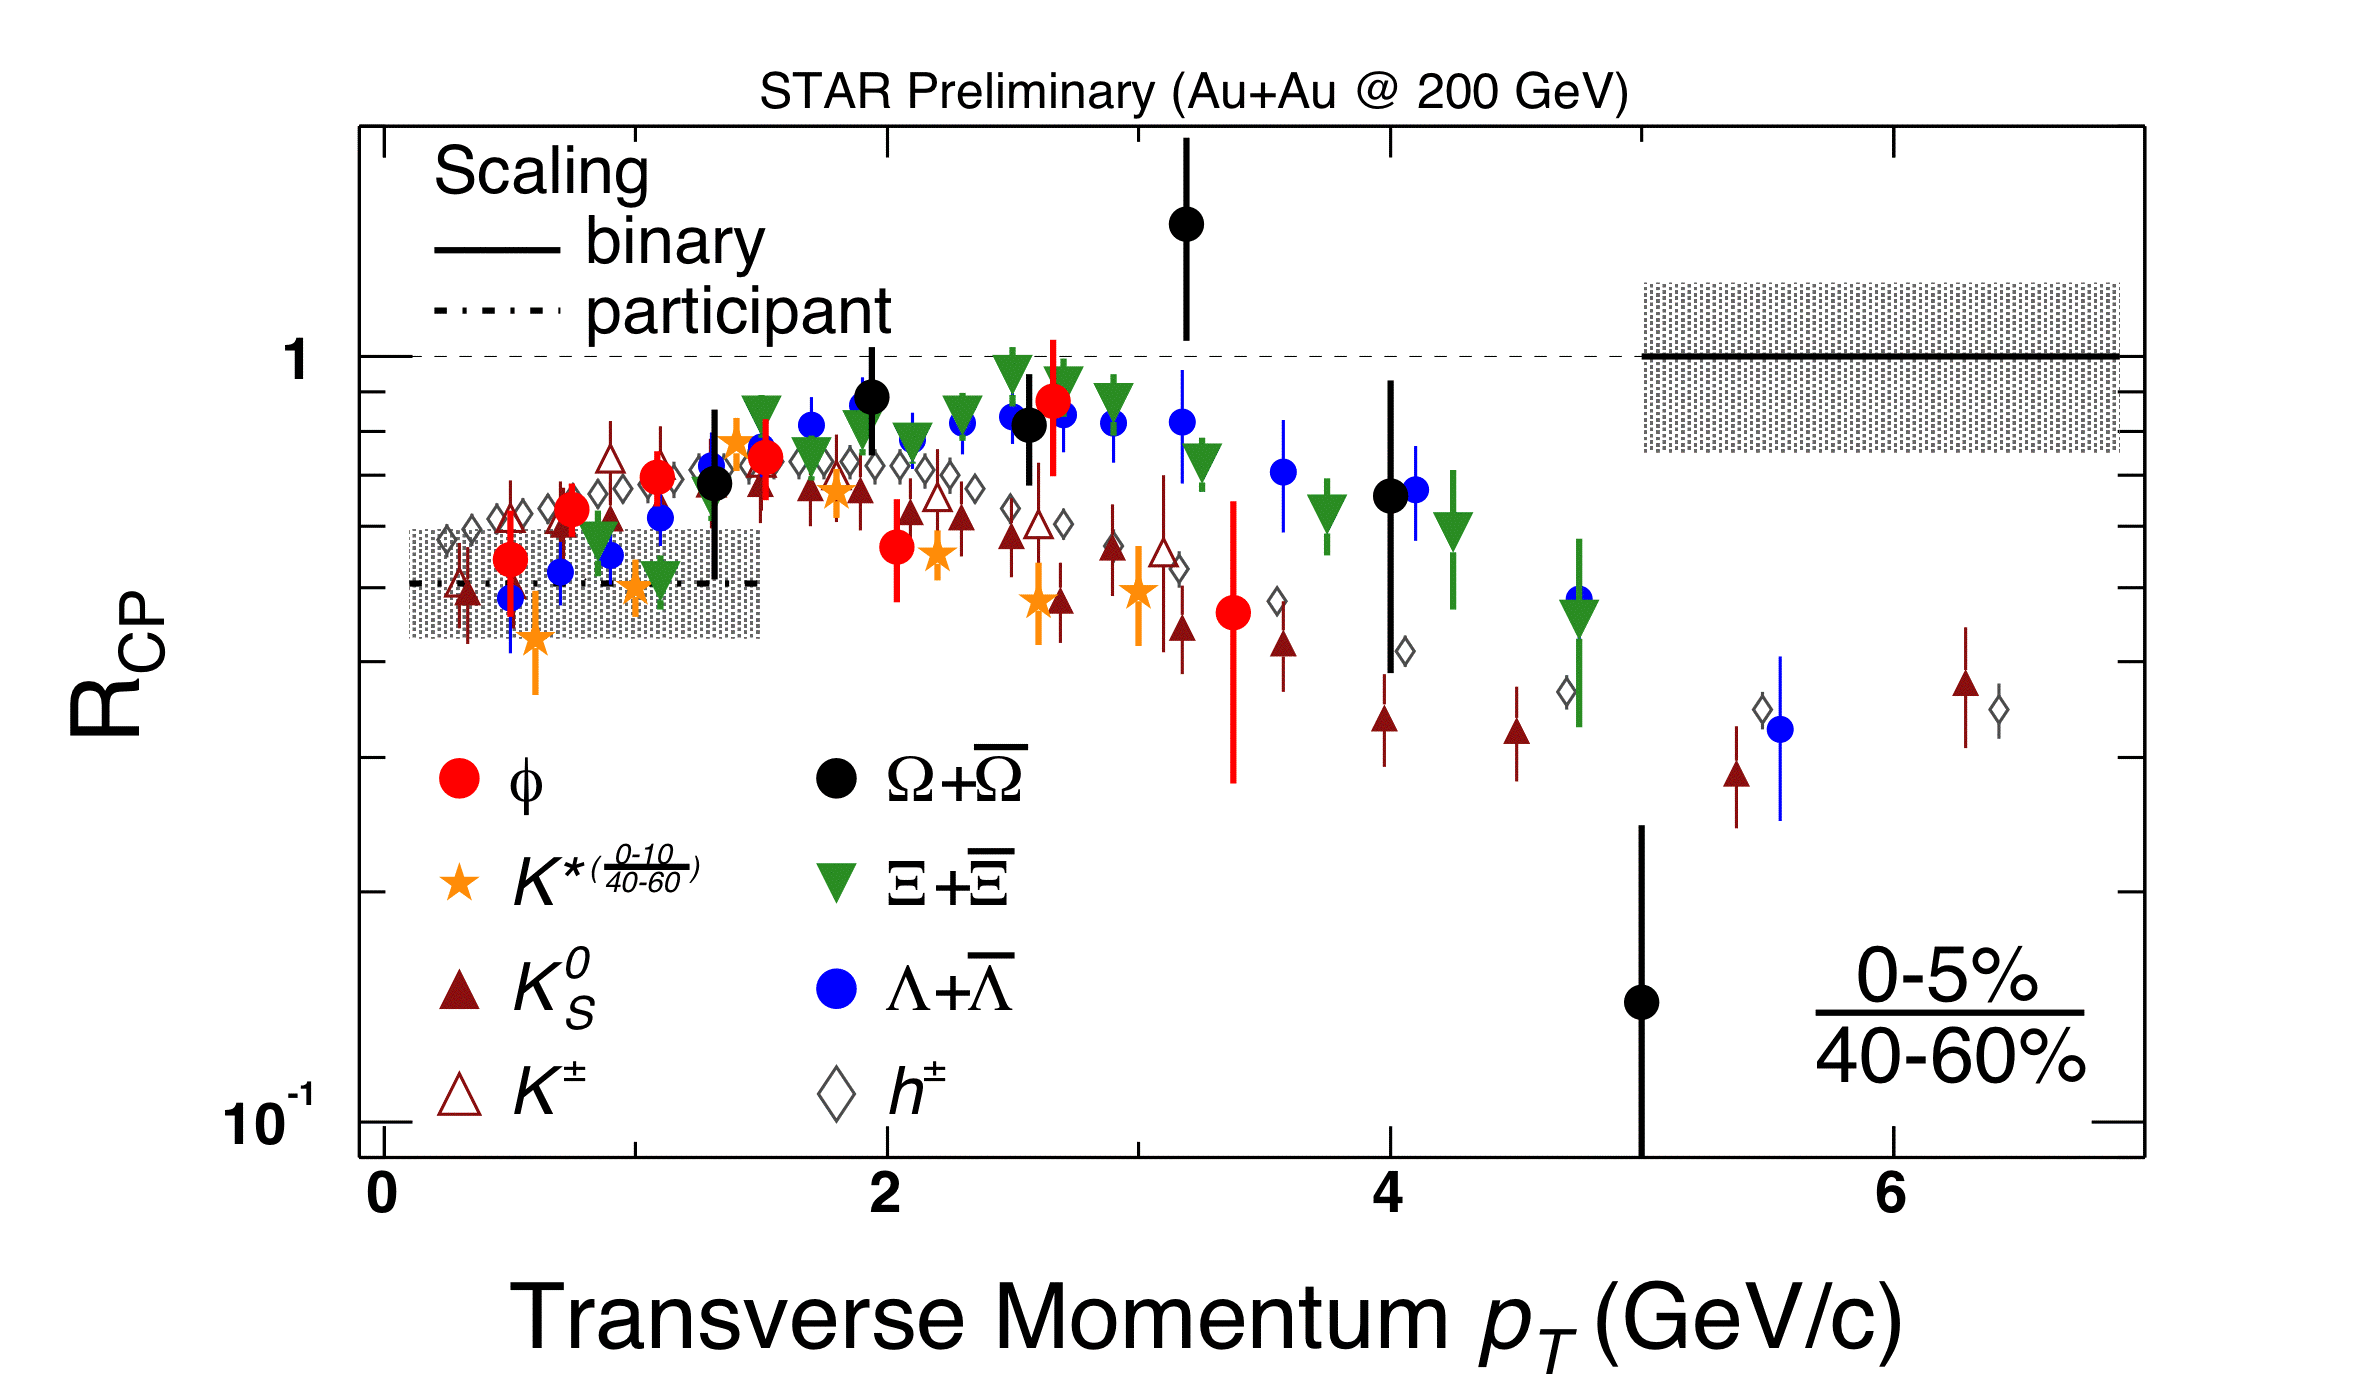 STAR Preliminary (Au+Au @ 200 GeV)
Scaling
binary
participant
1
10⁻¹
R_CP
ϕ
K*(0-10/40-60)
K⁰_S
K±
Ω+Ω̅
Ξ+Ξ̅
Λ+Λ̅
h±
0-5%
40-60%
0 2 4 6
Transverse Momentum p_T (GeV/c)